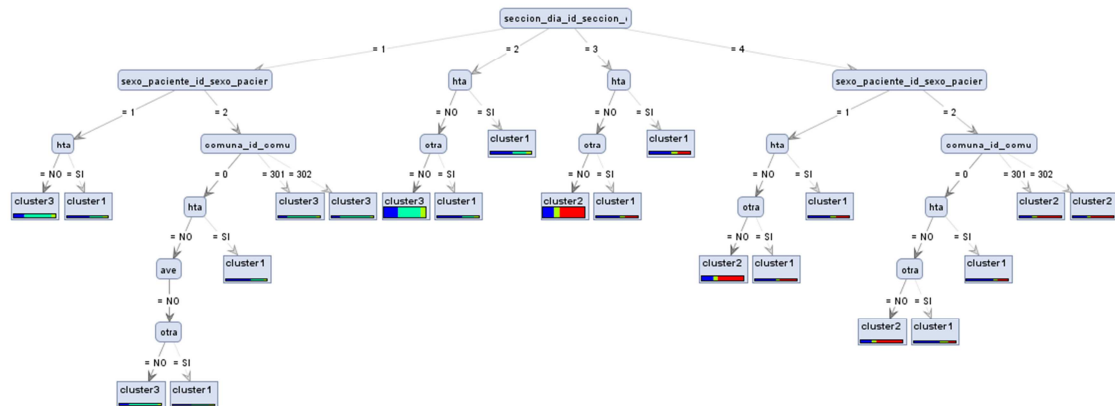 seccion_dia_id_seccion_
= 1
= 2
= 3
= 4
sexo_paciente_id_sexo_pacier
hta
hta
sexo_paciente_id_sexo_pacier
= 1
= 2
= NO
= SI
= NO
= SI
= 1
= 2
hta
comuna_id_comu
otra
cluster1
otra
cluster1
hta
comuna_id_comu
= NO
= SI
= 0
=301
=302
= NO
= SI
= NO
= SI
= NO
= SI
= 0
=301
=302
cluster3
cluster1
hta
cluster3
cluster3
cluster3
cluster1
cluster2
cluster1
otra
cluster1
hta
cluster2
cluster2
= NO
= SI
= NO
= SI
= NO
= SI
ave
cluster1
cluster2
cluster1
otra
cluster1
= NO
= NO
= SI
otra
cluster2
cluster1
= NO
= SI
cluster3
cluster1